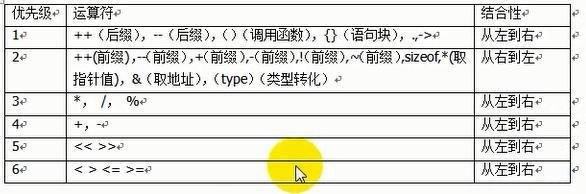 优先级 运算符 结合性
1 ++（后�），--（后缀），（）（调用函数），{}（语句块），.,-> 从左到右
2 ++(前缀),--(前缀),+(前缀),-(前缀),!(前缀),~(前缀),sizeof,*(取
指针值)，&（取地址），（type）（类型转化） 从右到左
3 *， /， % 从左到右
4 +，- 从左到右
5 << >> 从左到右
6 < > <= >= 从左到右